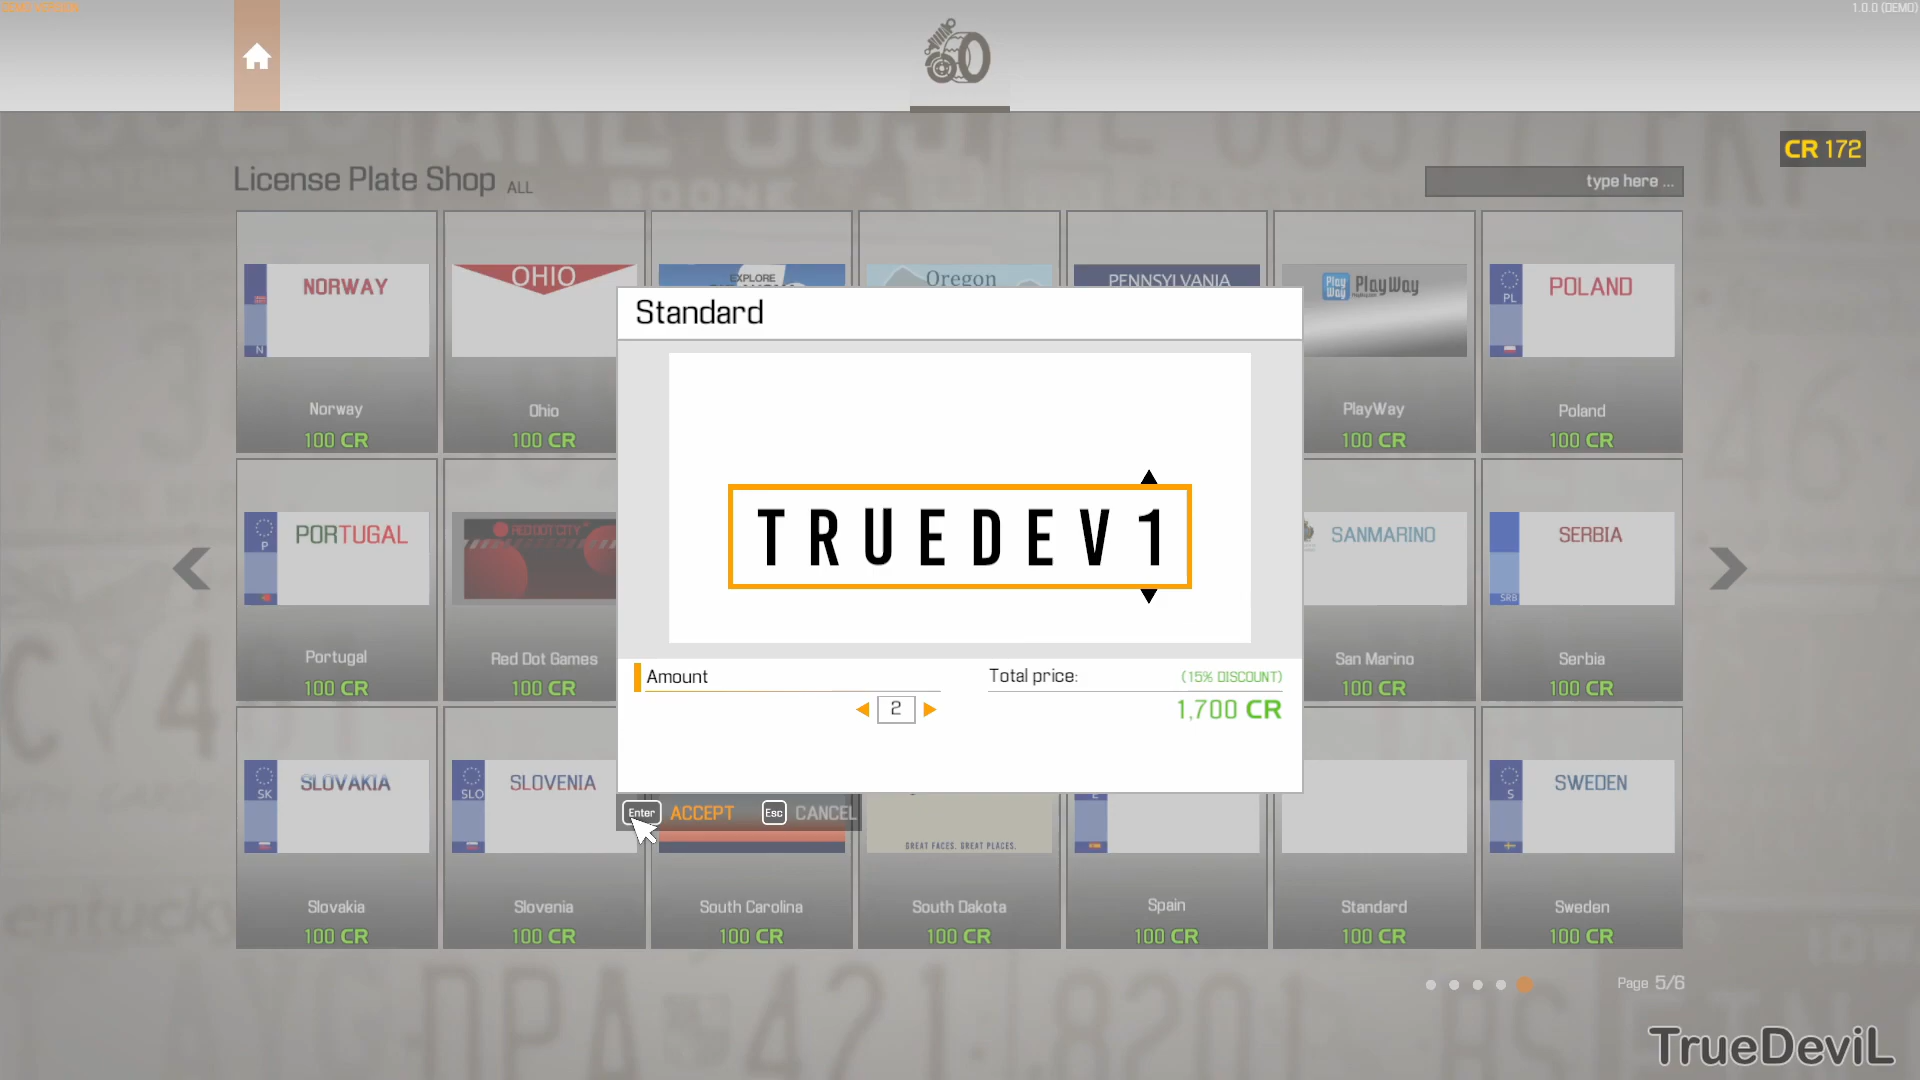 1.0.0 (DEMO)
CR 172
License Plate Shop ALL
type here ...
NORWAY
N
Norway
100 CR
OHIO
Ohio
100 CR
EXPLORE
Oregon
PENNSYLVANIA
Play Way
PlayWay
PlayWay
100 CR
POLAND
PL
Poland
100 CR
Standard
TRUEDEV1
Amount
2
Total price:
(15% DISCOUNT)
1,700 CR
Enter ACCEPT Esc CANCEL
PORTUGAL
P
Portugal
100 CR
RED DOT CITY
Red Dot Games
100 CR
SANMARINO
San Marino
100 CR
SERBIA
SRB
Serbia
100 CR
SLOVAKIA
SK
Slovakia
100 CR
SLOVENIA
SLO
Slovenia
100 CR
South Carolina
100 CR
GREAT FACES. GREAT PLACES.
South Dakota
100 CR
E
Spain
100 CR
Standard
100 CR
SWEDEN
S
Sweden
100 CR
Page 5/6
TrueDeviL